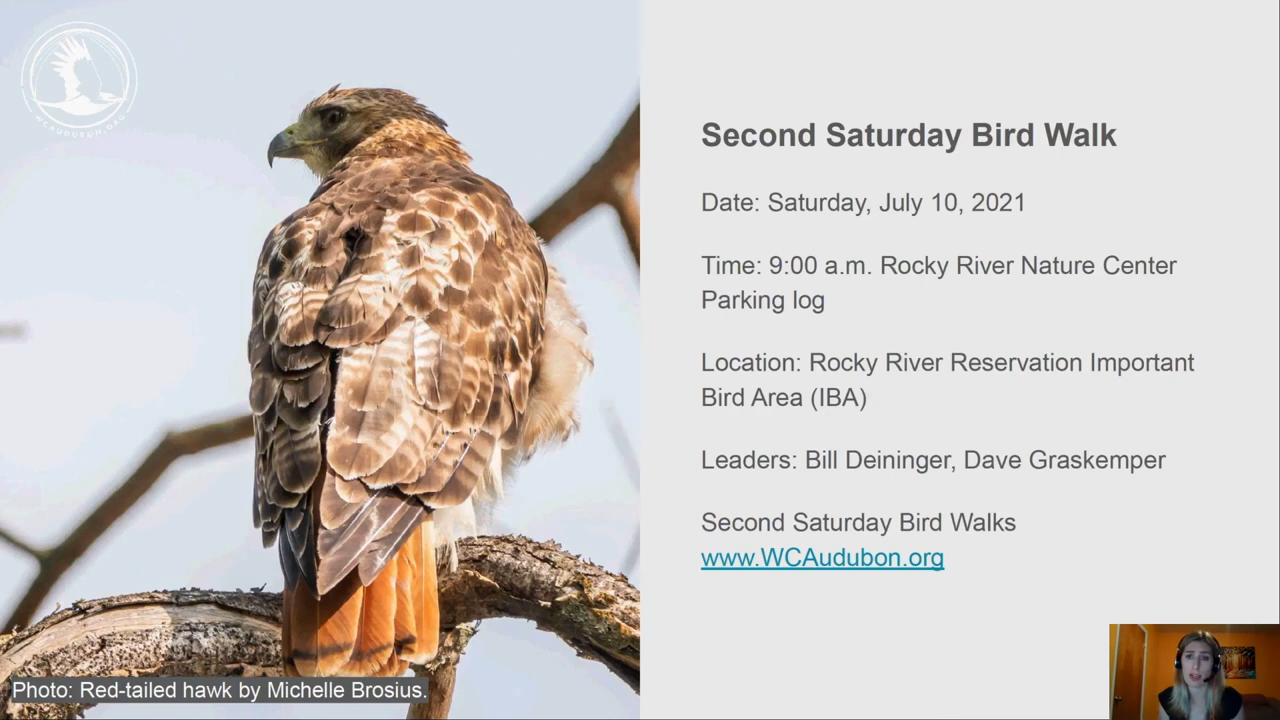 WCAUDUBON.ORG
Second Saturday Bird Walk
Date: Saturday, July 10, 2021
Time: 9:00 a.m. Rocky River Nature Center
Parking log
Location: Rocky River Reservation Important
Bird Area (IBA)
Leaders: Bill Deininger, Dave Graskemper
Second Saturday Bird Walks
www.WCAudubon.org
Photo: Red-tailed hawk by Michelle Brosius.